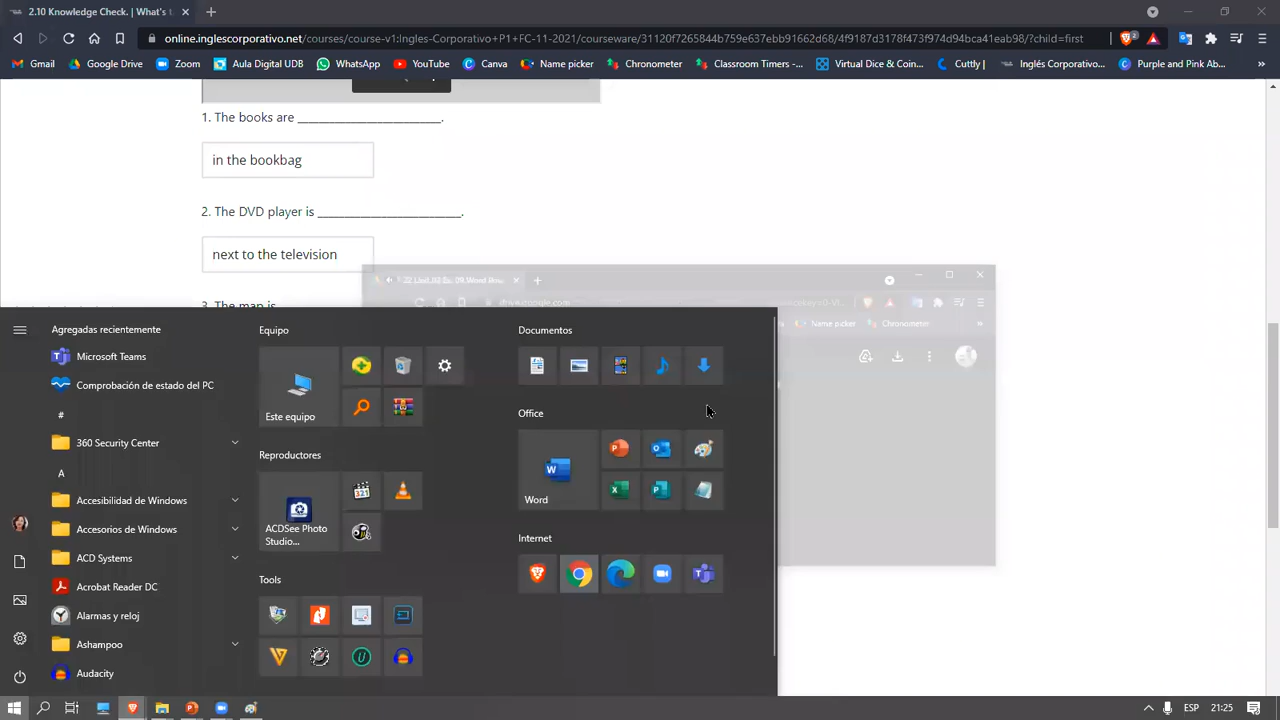 2.10 Knowledge Check. | What's t
online.inglescorporativo.net/courses/course-v1:Ingles-Corporativo+P1+FC-11-2021/courseware/31120f7265844b759e637ebb91662d68/4f9187d3178f473f974d94bca41eab98/?child=first
2
Gmail
Google Drive
Zoom
Aula Digital UDB
WhatsApp
YouTube
Canva
Name picker
Chronometer
Classroom Timers -...
Virtual Dice & Coin...
Cuttly |
Inglés Corporativo...
Purple and Pink Ab...
1. The books are ______________________.
in the bookbag
2. The DVD player is ______________________.
next to the television
3. The map is
drive.google.com
Name picker
Chronometer
Agregadas recientemente
Microsoft Teams
Comprobación de estado del PC
#
360 Security Center
A
Accesibilidad de Windows
Accesorios de Windows
ACD Systems
Acrobat Reader DC
Alarmas y reloj
Ashampoo
Audacity
Equipo
Este equipo
Reproductores
321
ACDSee Photo
Studio...
Tools
Documentos
Office
Word
Internet
ESP
21:25